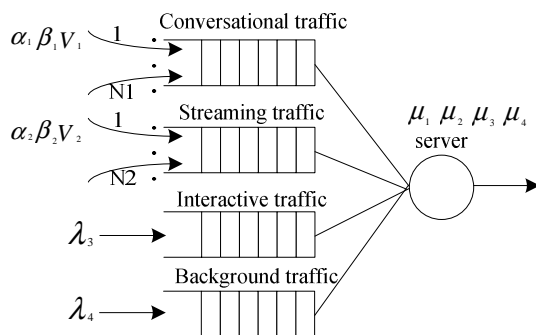 Conversational traffic
α₁ β₁ V₁
1
N1
Streaming traffic
α₂ β₂ V₂
1
N2
μ₁ μ₂ μ₃ μ₄
server
Interactive traffic
λ₃
Background traffic
λ₄